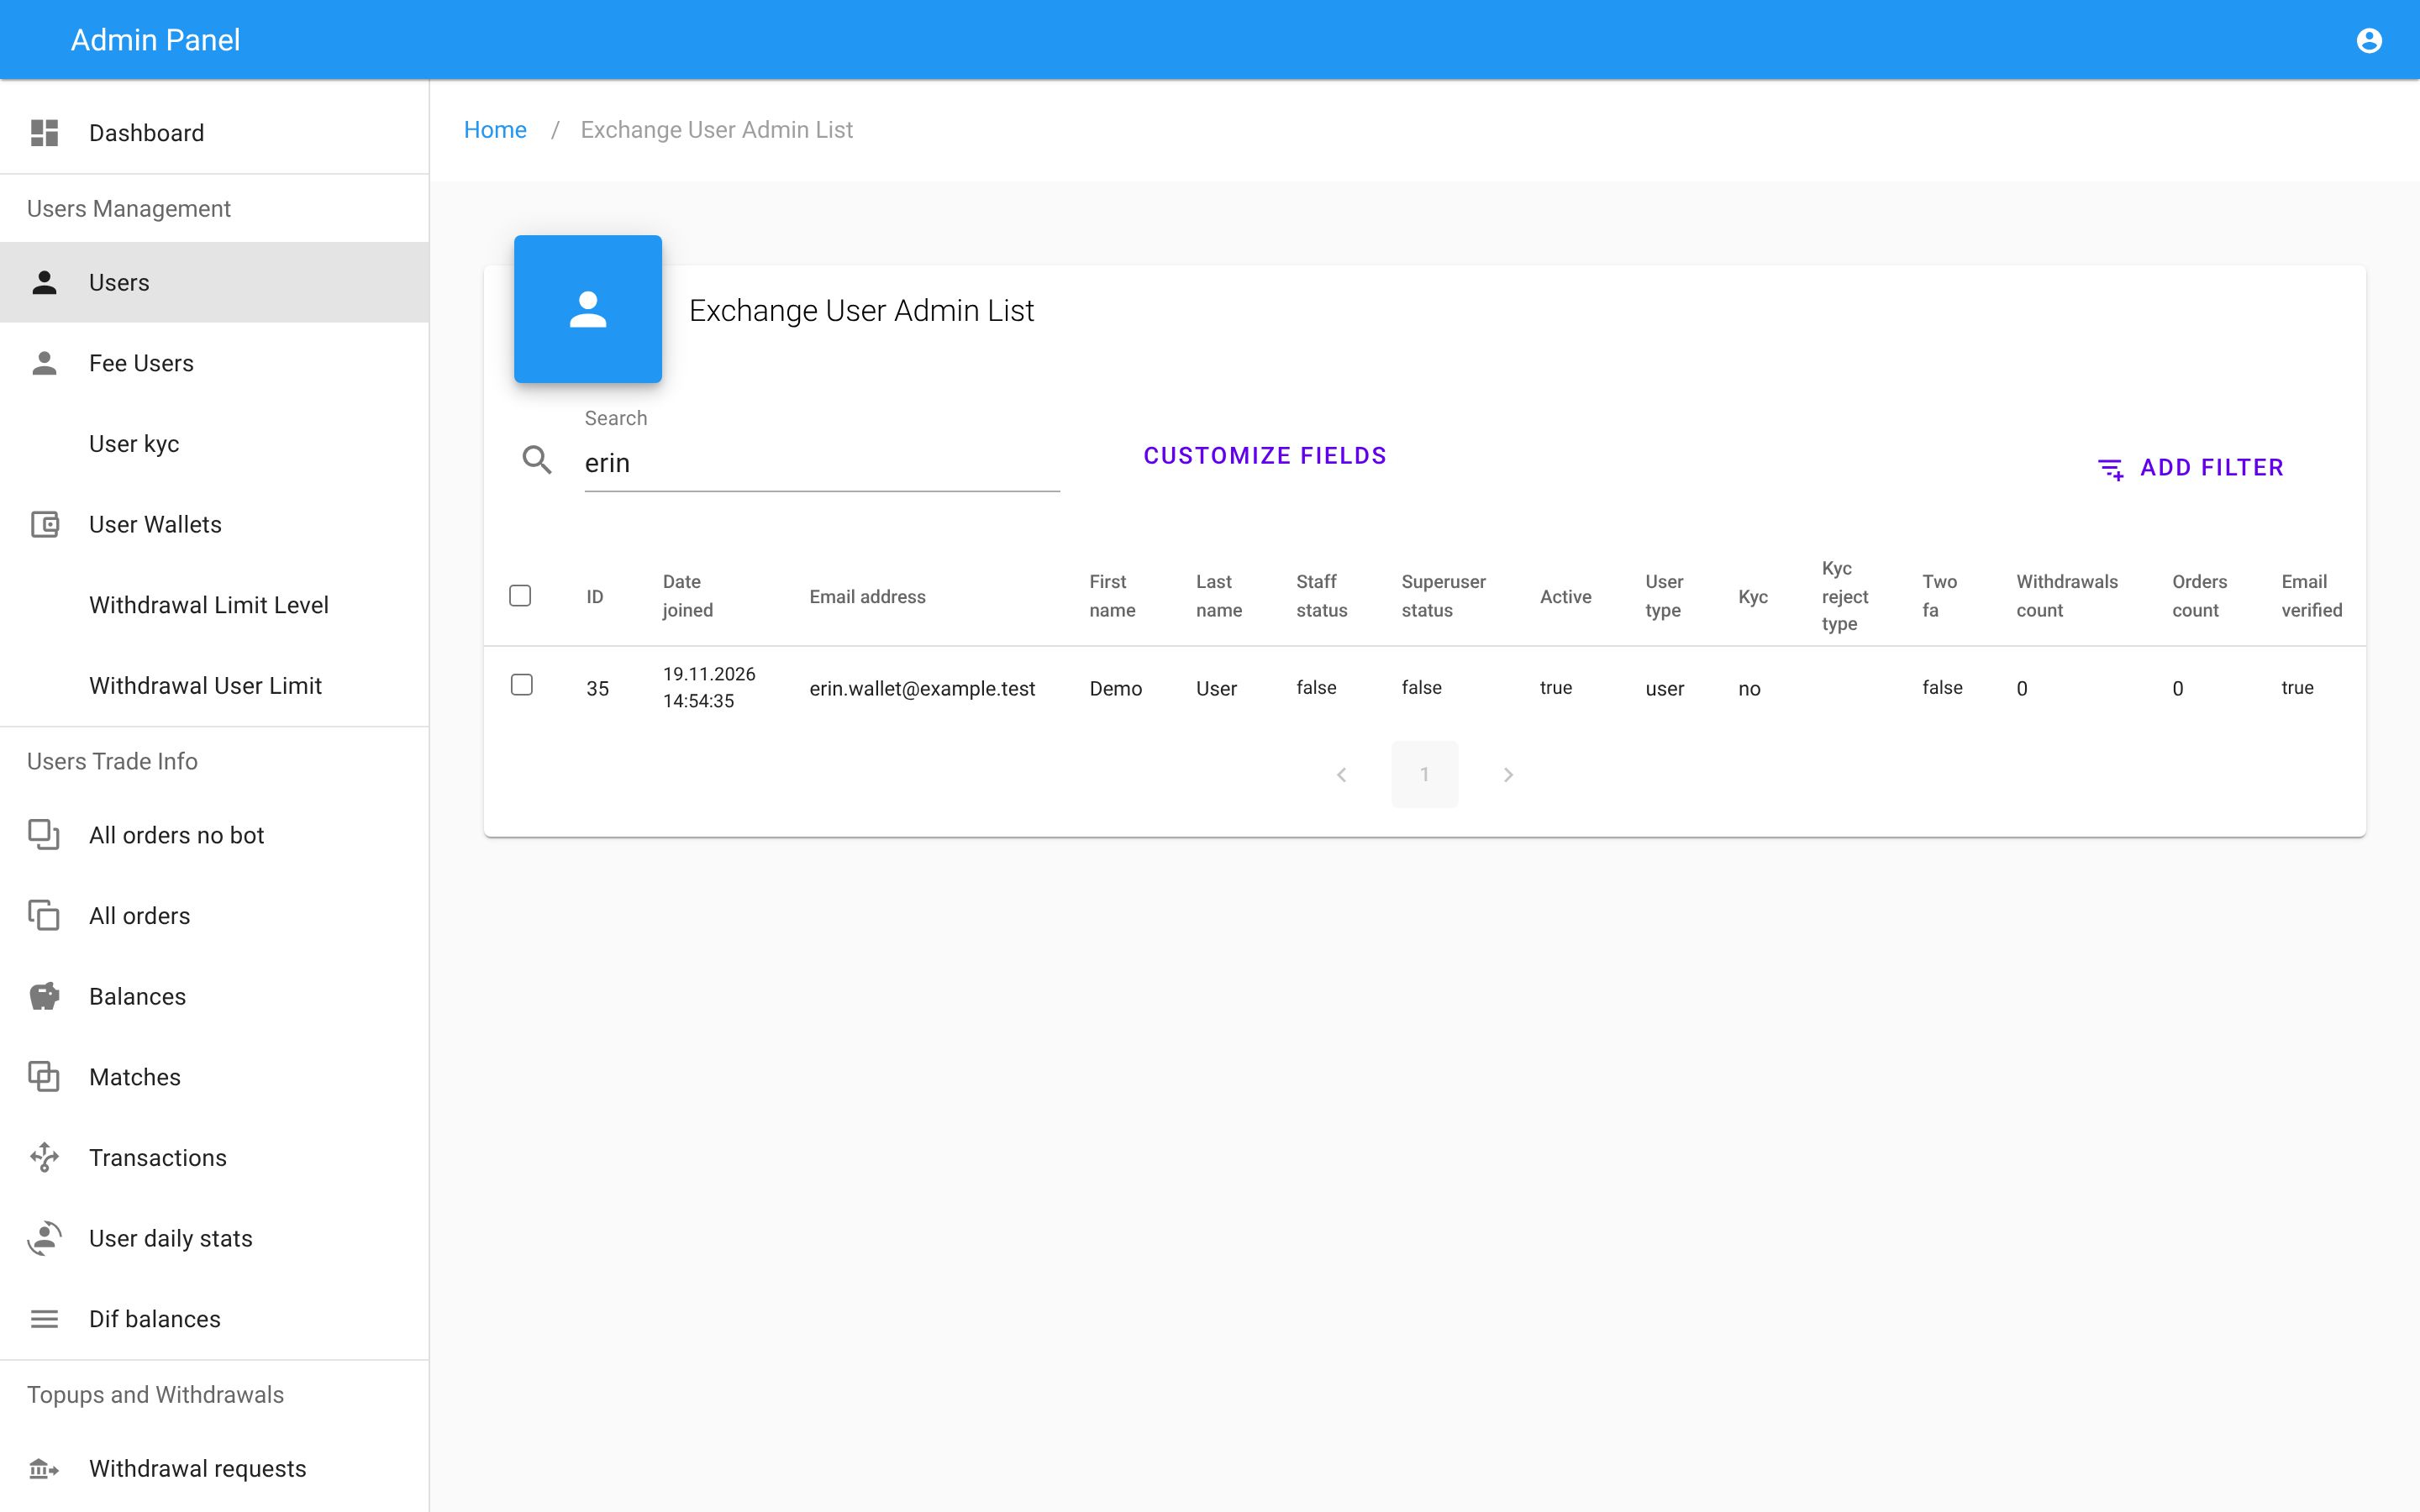 Admin Panel
Dashboard
Users Management
Users
Fee Users
User kyc
User Wallets
Withdrawal Limit Level
Withdrawal User Limit
Users Trade Info
All orders no bot
All orders
Balances
Matches
Transactions
User daily stats
Dif balances
Topups and Withdrawals
Withdrawal requests
Home / Exchange User Admin List
Exchange User Admin List
Search
erin
CUSTOMIZE FIELDS
ADD FILTER
ID
Date
joined
Email address
First
name
Last
name
Staff
status
Superuser
status
Active
User
type
Kyc
Kyc
reject
type
Two
fa
Withdrawals
count
Orders
count
Email
verified
35
19.11.2026
14:54:35
erin.wallet@example.test
Demo
User
false
false
true
user
no
false
0
0
true
1